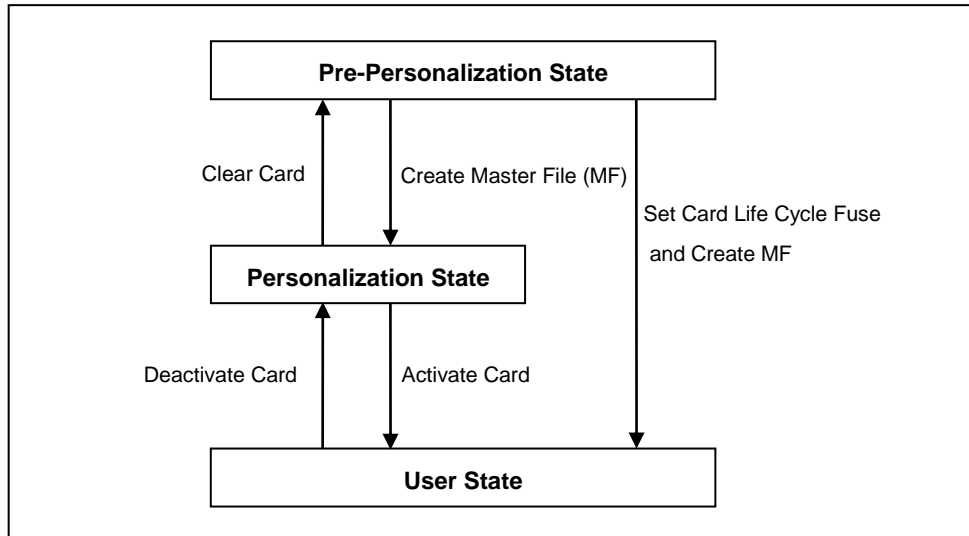 Pre-Personalization State
Clear Card
Create Master File (MF)
Set Card Life Cycle Fuse
and Create MF
Personalization State
Deactivate Card
Activate Card
User State